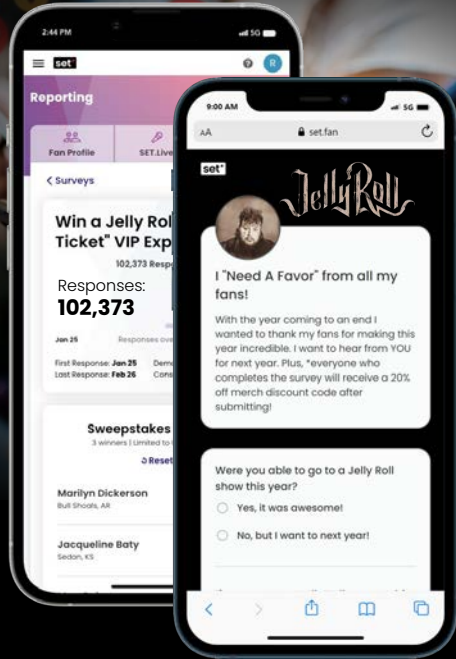 2:44 PM
5G
set
R
Reporting
Fan Profile
SET.Live
Surveys
Win a Jelly Rol
Ticket" VIP Exp
102,373 Resp
Responses:
102,373
Jan 25
Responses ove
First Response: Jan 25
Last Response: Feb 26
Sweepstakes
3 winners | Limited to
Reset
Marilyn Dickerson
Bull Shoals, AR
Jacqueline Baty
Sedan, KS
9:00 AM
5G
AA
set.fan
set
Jelly Roll
I "Need A Favor" from all my
fans!
With the year coming to an end I
wanted to thank my fans for making this
year incredible. I want to hear from YOU
for next year. Plus, *everyone who
completes the survey will receive a 20%
off merch discount code after
submitting!
Were you able to go to a Jelly Roll
show this year?
Yes, it was awesome!
No, but I want to next year!